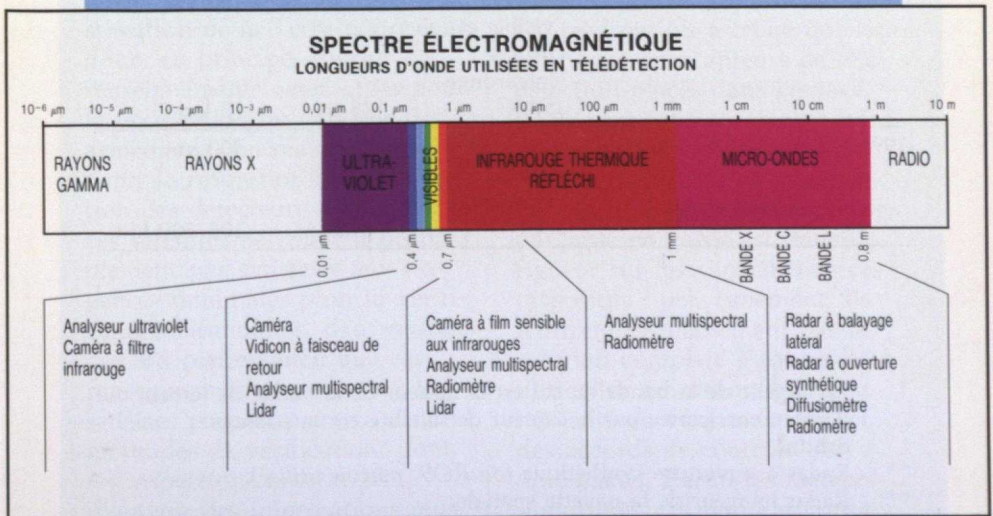 SPECTRE ÉLECTROMAGNÉTIQUE
LONGUEURS D'ONDE UTILISÉES EN TÉLÉDÉTECTION
10⁻⁶ µm 10⁻⁵ µm 10⁻⁴ µm 10⁻³ µm 0,01 µm 0,1 µm 1 µm 10 µm 100 µm 1 mm 1 cm 10 cm 1 m 10 m
RAYONS
GAMMA
RAYONS X
ULTRA-
VIOLET
VISIBLES
INFRAROUGE THERMIQUE
RÉFLÉCHI
MICRO-ONDES
RADIO
0,01 µm
0,4 µm
0,7 µm
1 mm
BANDE X
BANDE C
BANDE L
0,8 m
Analyseur ultraviolet
Caméra à filtre
infrarouge
Caméra
Vidicon à faisceau de
retour
Analyseur multispectral
Lidar
Caméra à film sensible
aux infrarouges
Analyseur multispectral
Radiomètre
Lidar
Analyseur multispectral
Radiomètre
Radar à balayage
latéral
Radar à ouverture
synthétique
Diffusiomètre
Radiomètre